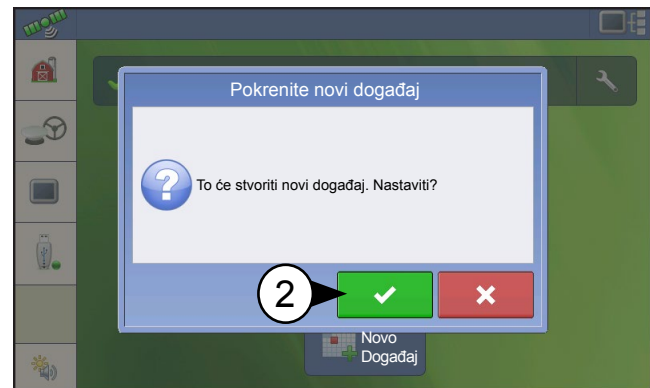 Pokrenite novi događaj
To će stvoriti novi događaj. Nastaviti?
2
Novo
Događaj